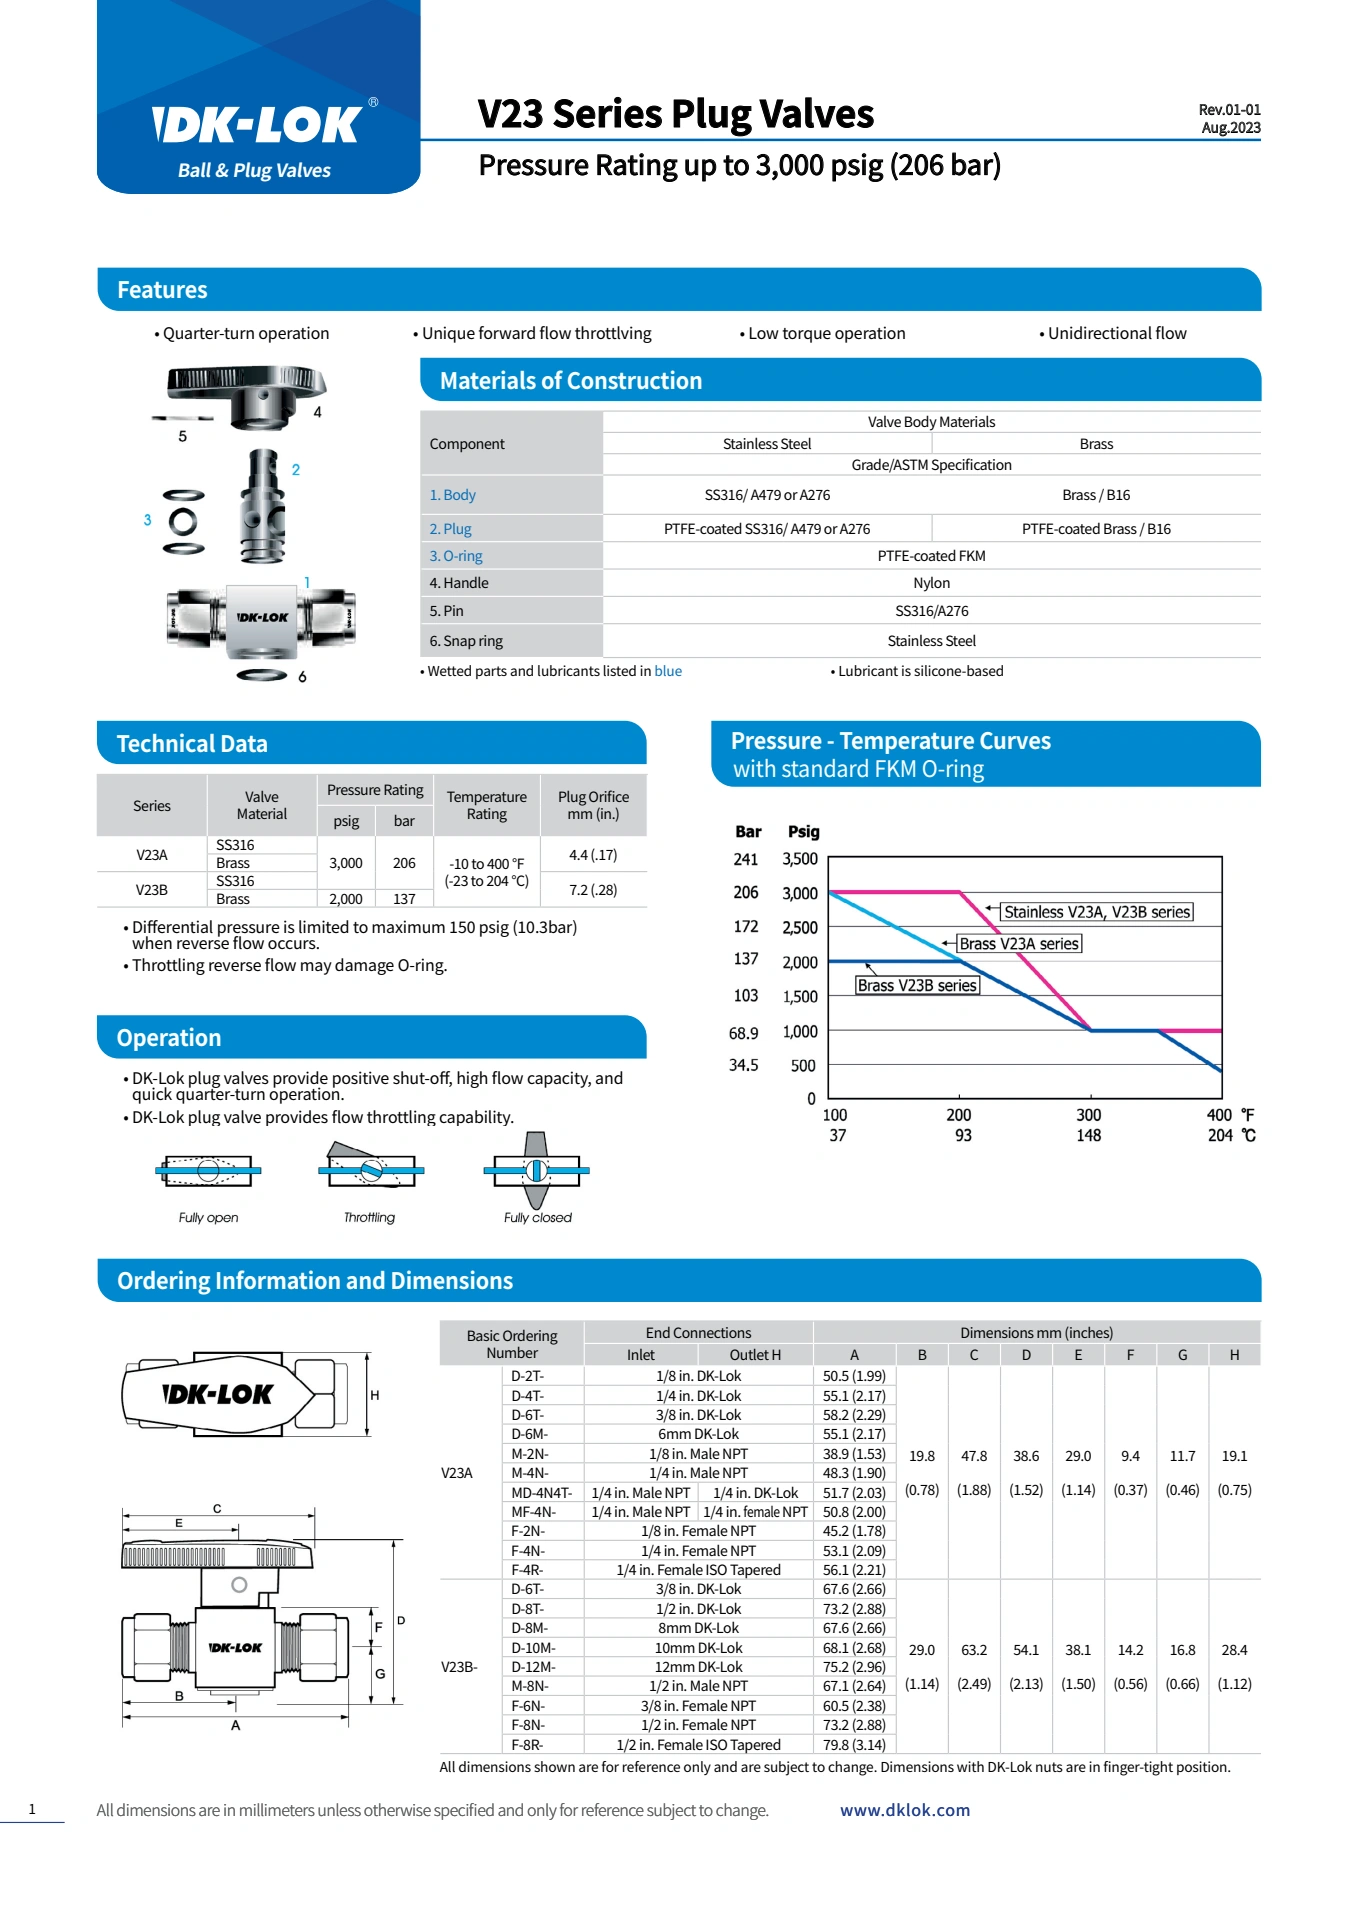 DK-LOK®
Ball & Plug Valves
V23 Series Plug Valves
Rev.01-01
Aug.2023
Pressure Rating up to 3,000 psig (206 bar)
Features
• Quarter-turn operation • Unique forward flow throttlving • Low torque operation • Unidirectional flow
4
5
2
3
1
DK-LOK
6
Materials of Construction
Component Valve Body Materials
Stainless Steel Brass
Grade/ASTM Specification
1. Body SS316/ A479 or A276 Brass / B16
2. Plug PTFE-coated SS316/ A479 or A276 PTFE-coated Brass / B16
3. O-ring PTFE-coated FKM
4. Handle Nylon
5. Pin SS316/A276
6. Snap ring Stainless Steel
• Wetted parts and lubricants listed in blue • Lubricant is silicone-based
Technical Data
Series Valve Material Pressure Rating Temperature Rating Plug Orifice mm (in.)
psig bar
V23A SS316 3,000 206 -10 to 400 °F (-23 to 204 °C) 4.4 (.17)
Brass
V23B SS316 7.2 (.28)
Brass 2,000 137
• Differential pressure is limited to maximum 150 psig (10.3bar)
when reverse flow occurs.
• Throttling reverse flow may damage O-ring.
Operation
• DK-Lok plug valves provide positive shut-off, high flow capacity, and
quick quarter-turn operation.
• DK-Lok plug valve provides flow throttling capability.
Fully open Throttling Fully closed
Pressure - Temperature Curves
with standard FKM O-ring
Bar Psig
241 3,500
206 3,000
172 2,500
137 2,000
103 1,500
68.9 1,000
34.5 500
0
Stainless V23A, V23B series
Brass V23A series
Brass V23B series
100 200 300 400 °F
37 93 148 204 °C
Ordering Information and Dimensions
DK-LOK
H
C
E
D
F
DK-LOK
G
B
A
Basic Ordering Number End Connections Dimensions mm (inches)
Inlet Outlet H A B C D E F G H
V23A
D-2T- 1/8 in. DK-Lok 50.5 (1.99)
D-4T- 1/4 in. DK-Lok 55.1 (2.17)
D-6T- 3/8 in. DK-Lok 58.2 (2.29)
D-6M- 6mm DK-Lok 55.1 (2.17)
M-2N- 1/8 in. Male NPT 38.9 (1.53)
M-4N- 1/4 in. Male NPT 48.3 (1.90)
MD-4N4T- 1/4 in. Male NPT 1/4 in. DK-Lok 51.7 (2.03)
MF-4N- 1/4 in. Male NPT 1/4 in. female NPT 50.8 (2.00)
F-2N- 1/8 in. Female NPT 45.2 (1.78)
F-4N- 1/4 in. Female NPT 53.1 (2.09)
F-4R- 1/4 in. Female ISO Tapered 56.1 (2.21)
19.8 47.8 38.6 29.0 9.4 11.7 19.1
(0.78) (1.88) (1.52) (1.14) (0.37) (0.46) (0.75)
V23B-
D-6T- 3/8 in. DK-Lok 67.6 (2.66)
D-8T- 1/2 in. DK-Lok 73.2 (2.88)
D-8M- 8mm DK-Lok 67.6 (2.66)
D-10M- 10mm DK-Lok 68.1 (2.68)
D-12M- 12mm DK-Lok 75.2 (2.96)
M-8N- 1/2 in. Male NPT 67.1 (2.64)
F-6N- 3/8 in. Female NPT 60.5 (2.38)
F-8N- 1/2 in. Female NPT 73.2 (2.88)
F-8R- 1/2 in. Female ISO Tapered 79.8 (3.14)
29.0 63.2 54.1 38.1 14.2 16.8 28.4
(1.14) (2.49) (2.13) (1.50) (0.56) (0.66) (1.12)
All dimensions shown are for reference only and are subject to change. Dimensions with DK-Lok nuts are in finger-tight position.
1 All dimensions are in millimeters unless otherwise specified and only for reference subject to change. www.dklok.com